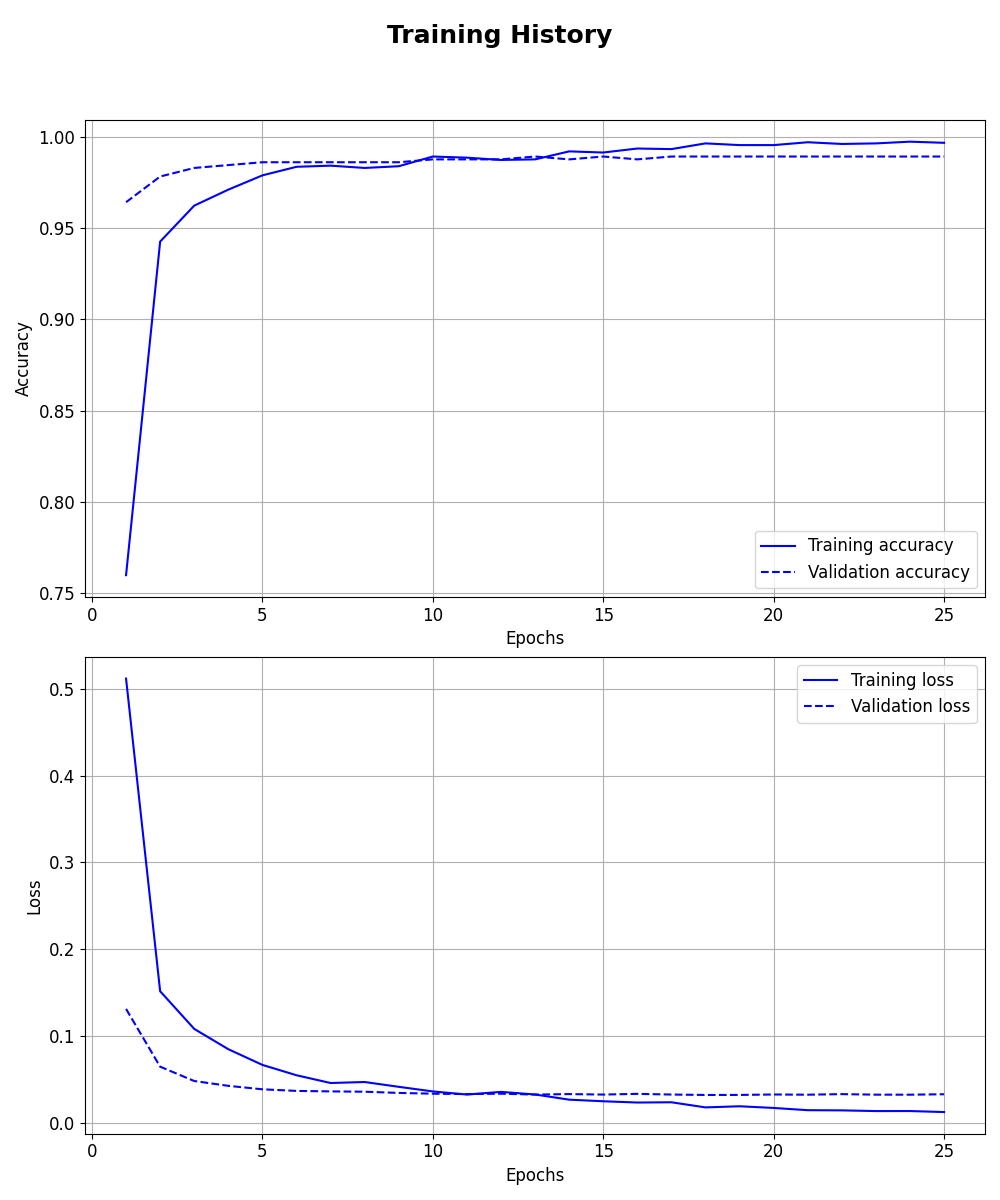 Training History
1.00
0.95
0.90
0.85
0.80
0.75
Accuracy
Training accuracy
Validation accuracy
0 5 10 15 20 25
Epochs
0.5
0.4
0.3
0.2
0.1
0.0
Loss
Training loss
Validation loss
0 5 10 15 20 25
Epochs